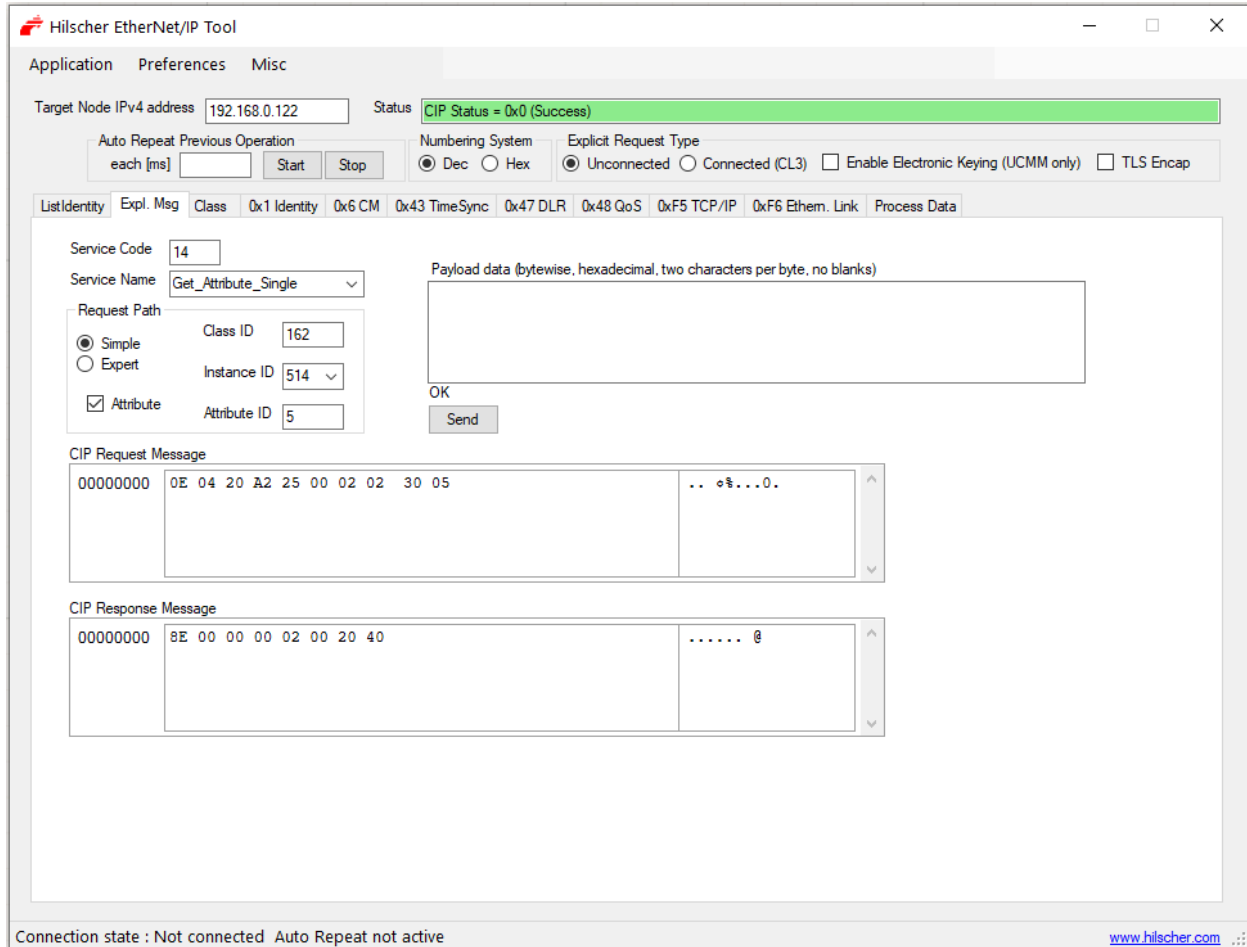 Hilscher EtherNet/IP Tool
Application Preferences Misc
Target Node IPv4 address 192.168.0.122 Status CIP Status = 0x0 (Success)
Auto Repeat Previous Operation Numbering System Explicit Request Type
each [ms] Start Stop Dec Hex Unconnected Connected (CL3) Enable Electronic Keying (UCMM only) TLS Encap
ListIdentity Expl. Msg Class 0x1 Identity 0x6 CM 0x43 TimeSync 0x47 DLR 0x48 QoS 0xF5 TCP/IP 0xF6 Ethern. Link Process Data
Service Code 14
Payload data (bytewise, hexadecimal, two characters per byte, no blanks)
Service Name Get_Attribute_Single
Request Path
Simple Class ID 162
Expert
Instance ID 514
OK
Attribute Attribute ID 5
Send
CIP Request Message
00000000 0E 04 20 A2 25 00 02 02 30 05 .. ¢%...0.
CIP Response Message
00000000 8E 00 00 00 02 00 20 40 ...... @
Connection state : Not connected Auto Repeat not active www.hilscher.com